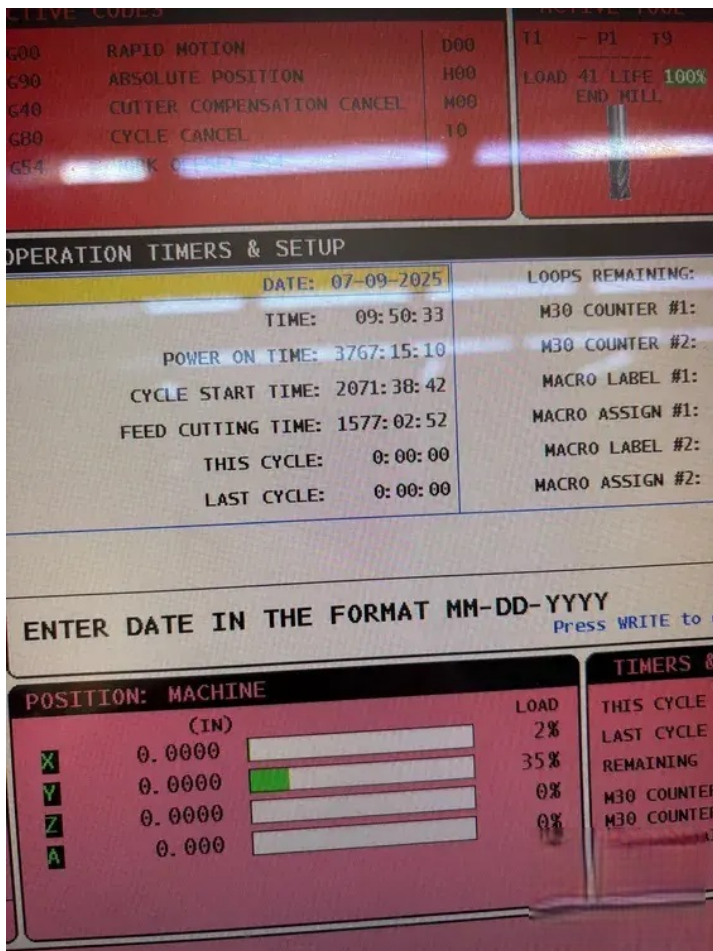 ACTIVE CODES
ACTIVE TOOL
G00 RAPID MOTION D00
G90 ABSOLUTE POSITION H00
G40 CUTTER COMPENSATION CANCEL M00
G80 CYCLE CANCEL T0
G54
T1 - P1 T9
LOAD 41 LIFE 100%
END MILL
OPERATION TIMERS & SETUP
DATE: 07-09-2025
TIME: 09:50:33
POWER ON TIME: 3767:15:10
CYCLE START TIME: 2071:38:42
FEED CUTTING TIME: 1577:02:52
THIS CYCLE: 0:00:00
LAST CYCLE: 0:00:00
LOOPS REMAINING:
M30 COUNTER #1:
M30 COUNTER #2:
MACRO LABEL #1:
MACRO ASSIGN #1:
MACRO LABEL #2:
MACRO ASSIGN #2:
ENTER DATE IN THE FORMAT MM-DD-YYYY
Press WRITE to
POSITION: MACHINE
(IN) LOAD
X 0.0000 2%
Y 0.0000 35%
Z 0.0000 0%
A 0.000 0%
TIMERS &
THIS CYCLE
LAST CYCLE
REMAINING
M30 COUNTER
M30 COUNTER